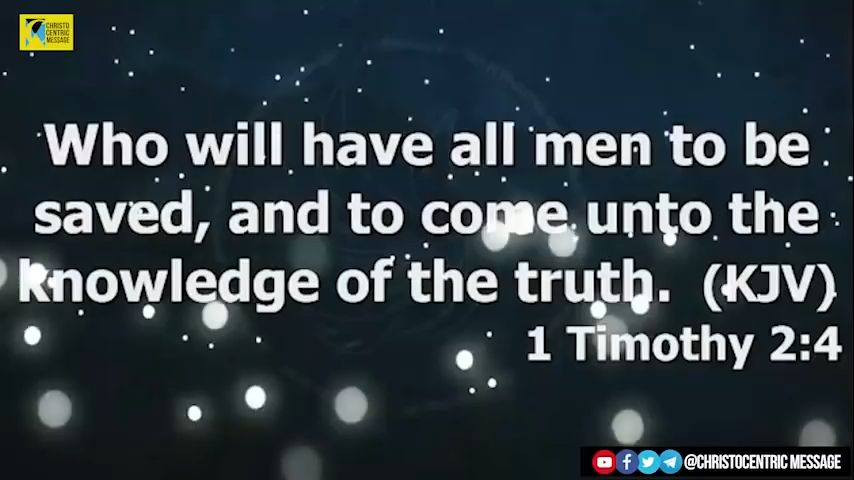 CHRISTO
CENTRIC
MESSAGE
Who will have all men to be
saved, and to come unto the
knowledge of the truth. (KJV)
1 Timothy 2:4
@CHRISTOCENTRIC MESSAGE